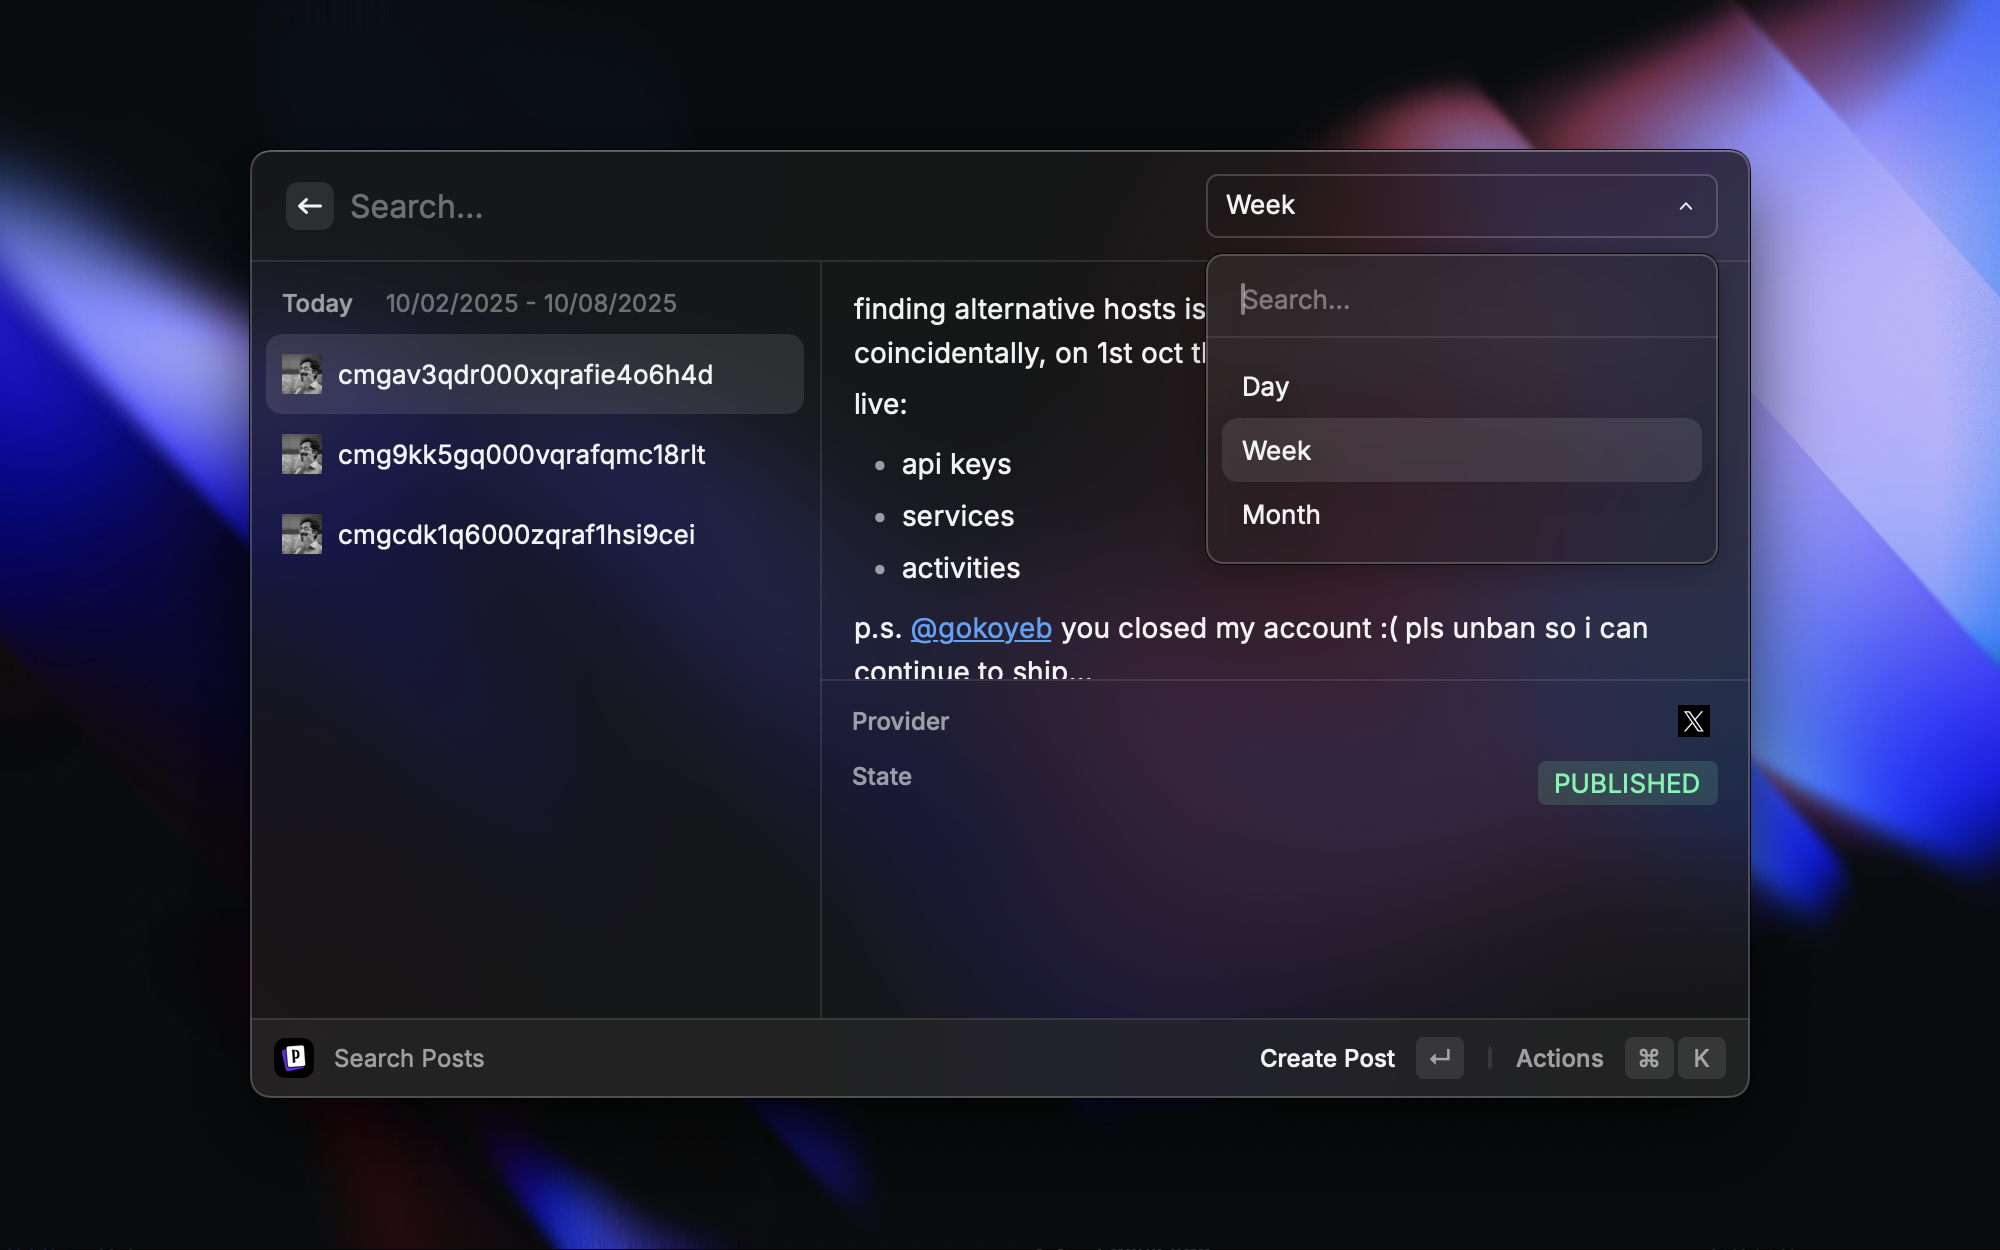 Search...
Week
Search...
Day
Week
Month
Today 10/02/2025 - 10/08/2025
cmgav3qdr000xqrafie4o6h4d
cmg9kk5gq000vqrafqmc18rlt
cmgcdk1q6000zqraf1hsi9cei
finding alternative hosts is
coincidentally, on 1st oct
live:
• api keys
• services
• activities
p.s. @gokoyeb you closed my account :( pls unban so i can
continue to ship...
Provider
State PUBLISHED
P Search Posts
Create Post ↵ | Actions ⌘ K